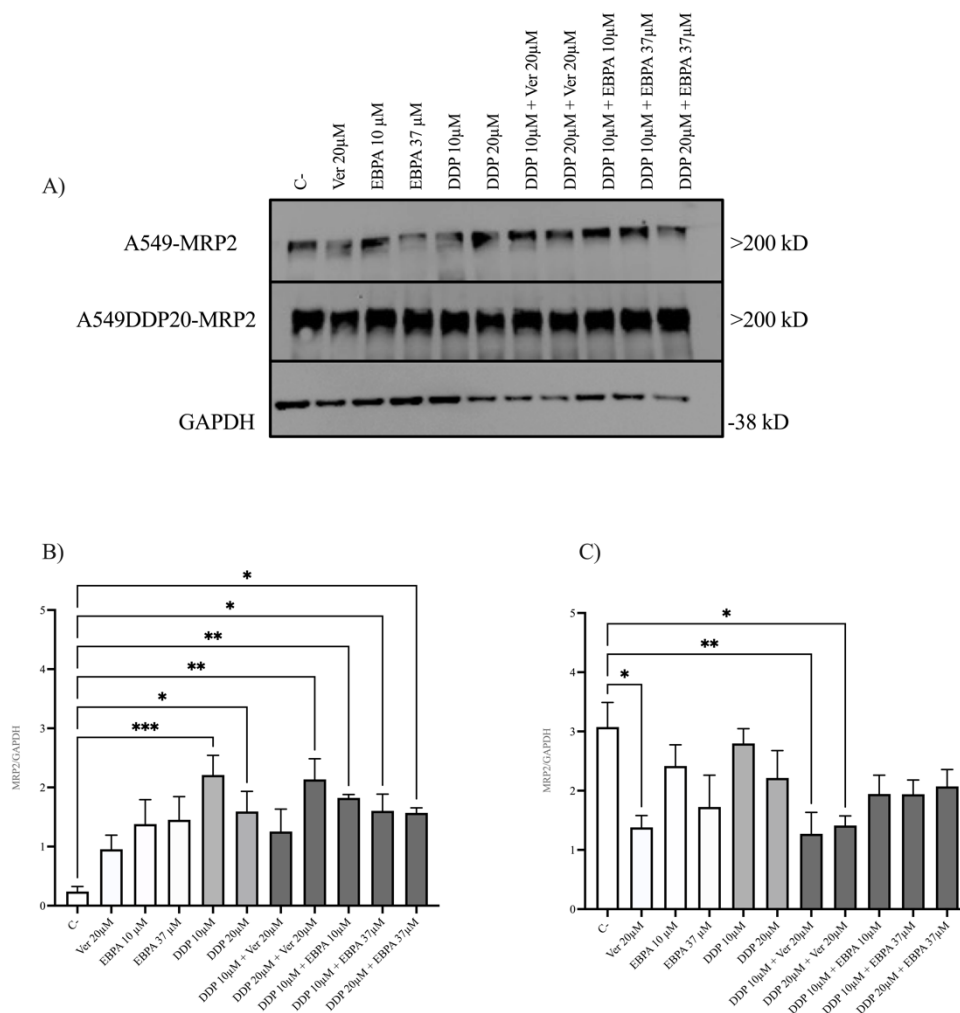 A)
C-
Ver 20µM
EBPA 10 µM
EBPA 37 µM
DDP 10µM
DDP 20µM
DDP 10µM + Ver 20µM
DDP 20µM + Ver 20µM
DDP 10µM + EBPA 10µM
DDP 10µM + EBPA 37µM
DDP 20µM + EBPA 37µM
A549-MRP2
>200 kD
A549DDP20-MRP2
>200 kD
GAPDH
-38 kD
B)
*
*
**
**
*
***
MRP2/GAPDH
5
4
3
2
1
0
C-
Ver 20µM
EBPA 10 µM
EBPA 37 µM
DDP 10µM
DDP 20µM
DDP 10µM + Ver 20µM
DDP 20µM + Ver 20µM
DDP 10µM + EBPA 10µM
DDP 10µM + EBPA 37µM
DDP 20µM + EBPA 37µM
C)
*
**
*
MRP2/GAPDH
5
4
3
2
1
0
C-
Ver 20µM
EBPA 10 µM
EBPA 37 µM
DDP 10µM
DDP 20µM
DDP 10µM + Ver 20µM
DDP 20µM + Ver 20µM
DDP 10µM + EBPA 10µM
DDP 10µM + EBPA 37µM
DDP 20µM + EBPA 37µM